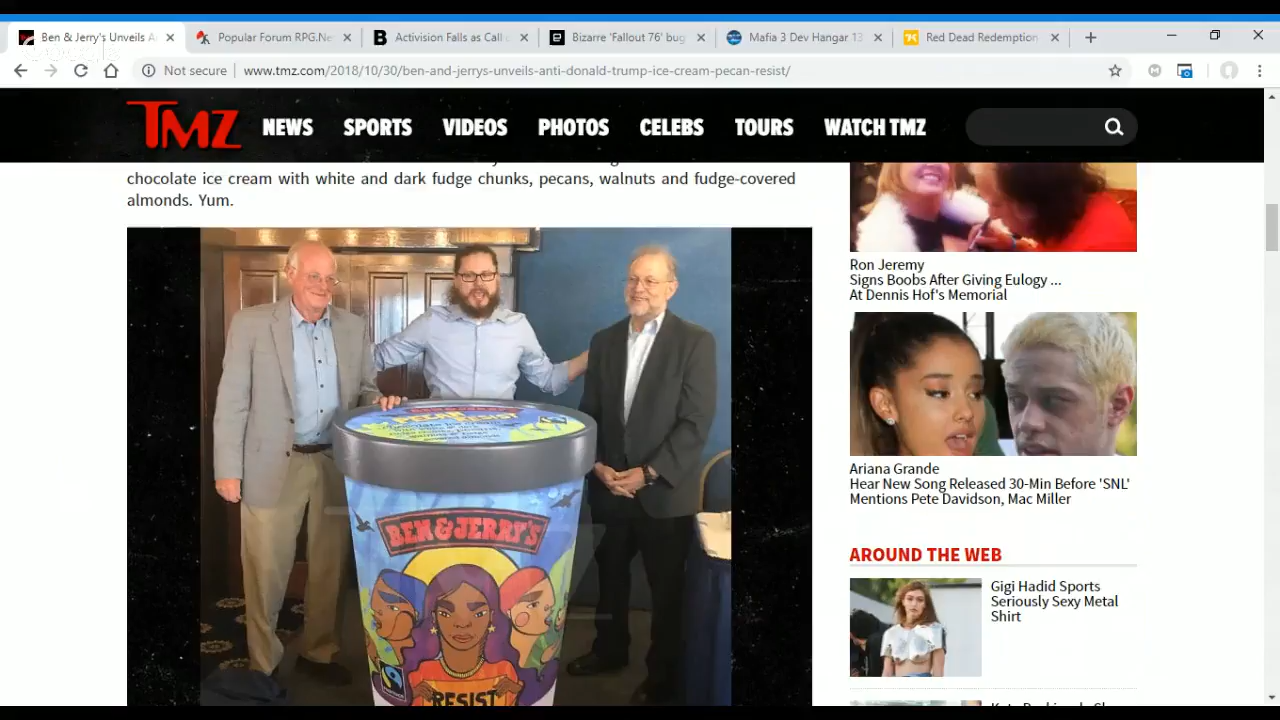 Ben & Jerry's Unveils A
Popular Forum RPG.Ne
Activision Falls as Call
Bizarre 'Fallout 76' bug
Mafia 3 Dev Hangar 13
Red Dead Redemption
Not secure
www.tmz.com/2018/10/30/ben-and-jerrys-unveils-anti-donald-trump-ice-cream-pecan-resist/
TMZ
NEWS
SPORTS
VIDEOS
PHOTOS
CELEBS
TOURS
WATCH TMZ
chocolate ice cream with white and dark fudge chunks, pecans, walnuts and fudge-covered
almonds. Yum.
BEN & JERRY'S
RESIST
Ron Jeremy
Signs Boobs After Giving Eulogy ...
At Dennis Hof's Memorial
Ariana Grande
Hear New Song Released 30-Min Before 'SNL'
Mentions Pete Davidson, Mac Miller
AROUND THE WEB
Gigi Hadid Sports
Seriously Sexy Metal
Shirt